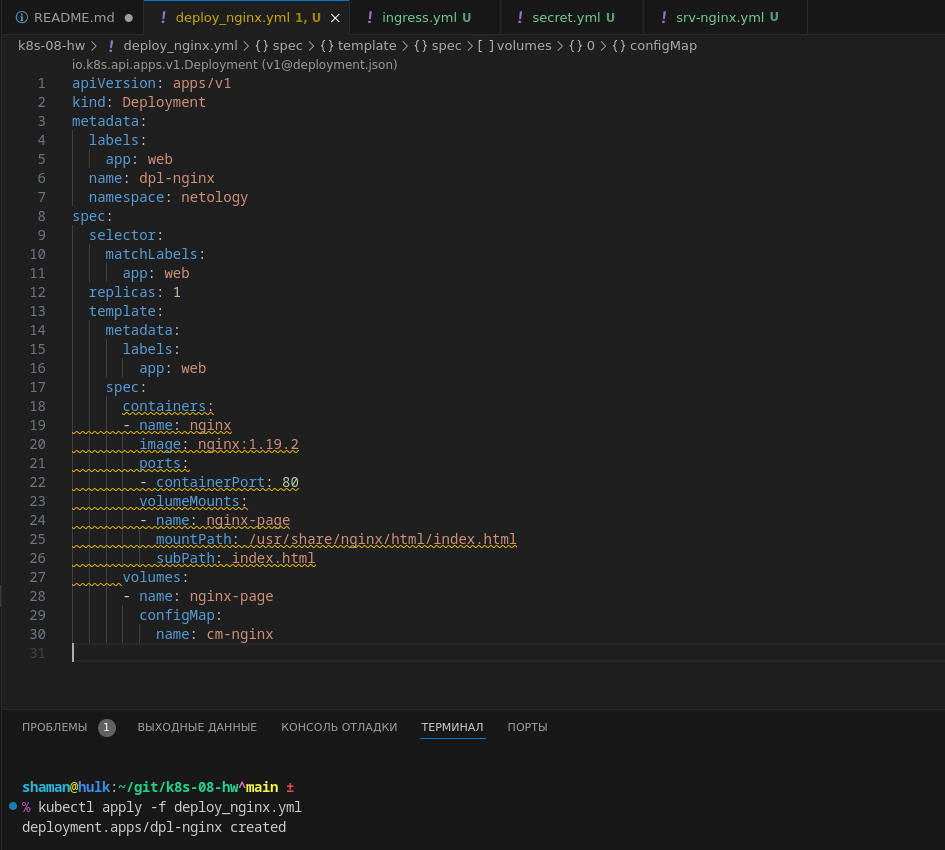 README.md ● ! deploy_nginx.yml 1, U × ! ingress.yml U ! secret.yml U ! srv-nginx.yml U
k8s-08-hw > ! deploy_nginx.yml > {} spec > {} template > {} spec > [ ] volumes > {} 0 > {} configMap
io.k8s.api.apps.v1.Deployment (v1@deployment.json)
1 apiVersion: apps/v1
2 kind: Deployment
3 metadata:
4   labels:
5     app: web
6   name: dpl-nginx
7   namespace: netology
8 spec:
9   selector:
10     matchLabels:
11       app: web
12   replicas: 1
13   template:
14     metadata:
15       labels:
16         app: web
17     spec:
18       containers:
19       - name: nginx
20         image: nginx:1.19.2
21         ports:
22         - containerPort: 80
23         volumeMounts:
24         - name: nginx-page
25           mountPath: /usr/share/nginx/html/index.html
26           subPath: index.html
27       volumes:
28       - name: nginx-page
29         configMap:
30           name: cm-nginx
31
ПРОБЛЕМЫ 1 ВЫХОДНЫЕ ДАННЫЕ КОНСОЛЬ ОТЛАДКИ ТЕРМИНАЛ ПОРТЫ
shaman@hulk:~/git/k8s-08-hw^main ±
% kubectl apply -f deploy_nginx.yml
deployment.apps/dpl-nginx created